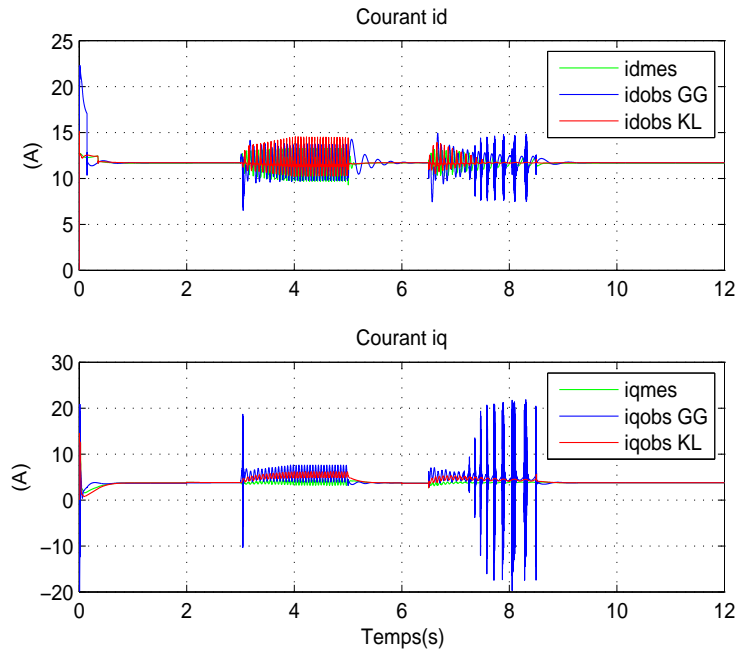 Courant id
25
20
15
10
5
0
(A)
idmes
idobs GG
idobs KL
0 2 4 6 8 10 12
Courant iq
30
20
10
0
−10
−20
(A)
iqmes
iqobs GG
iqobs KL
0 2 4 6 8 10 12
Temps(s)